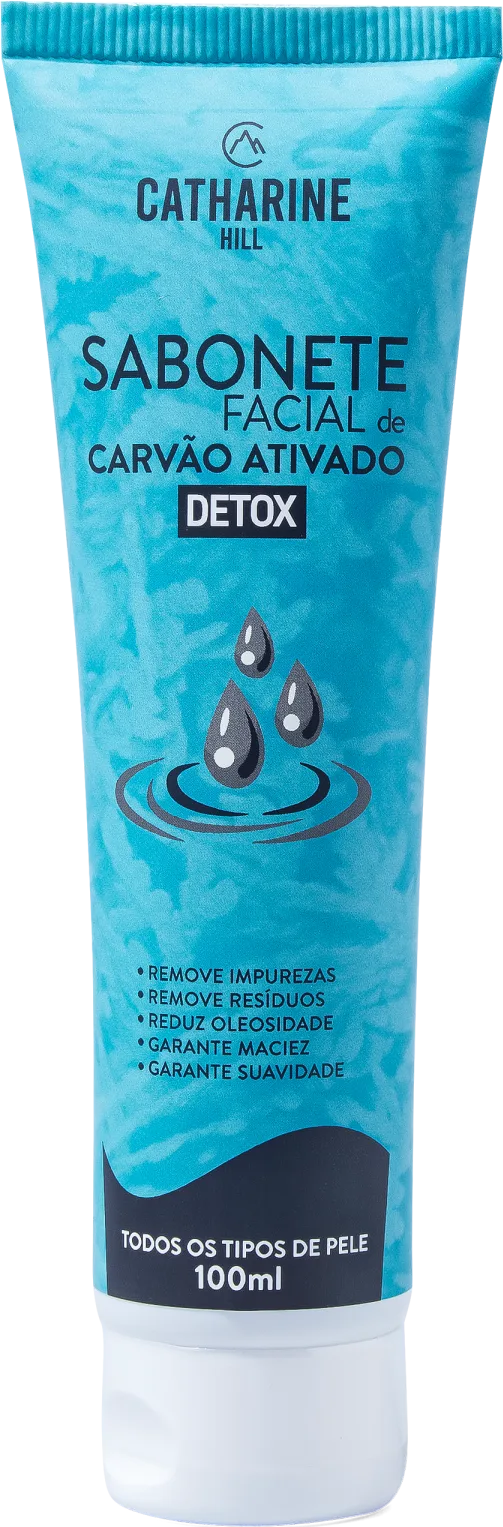 CATHARINE
HILL
SABONETE
FACIAL de
CARVÃO ATIVADO
DETOX
• REMOVE IMPUREZAS
• REMOVE RESÍDUOS
• REDUZ OLEOSIDADE
• GARANTE MACIEZ
• GARANTE SUAVIDADE
TODOS OS TIPOS DE PELE
100ml